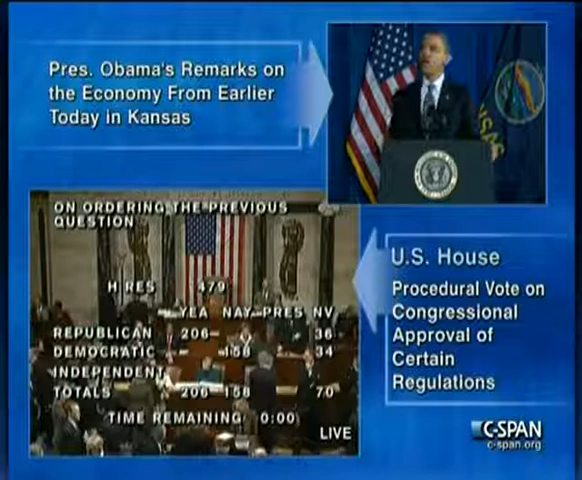 Pres. Obama's Remarks on
the Economy From Earlier
Today in Kansas
ON ORDERING THE PREVIOUS
QUESTION
H RES 479
YEA NAY PRES NV
REPUBLICAN 206 36
DEMOCRATIC 158 34
INDEPENDENT
TOTALS 206 158 70
TIME REMAINING 0:00
LIVE
U.S. House
Procedural Vote on
Congressional
Approval of
Certain
Regulations
C-SPAN
c-span.org